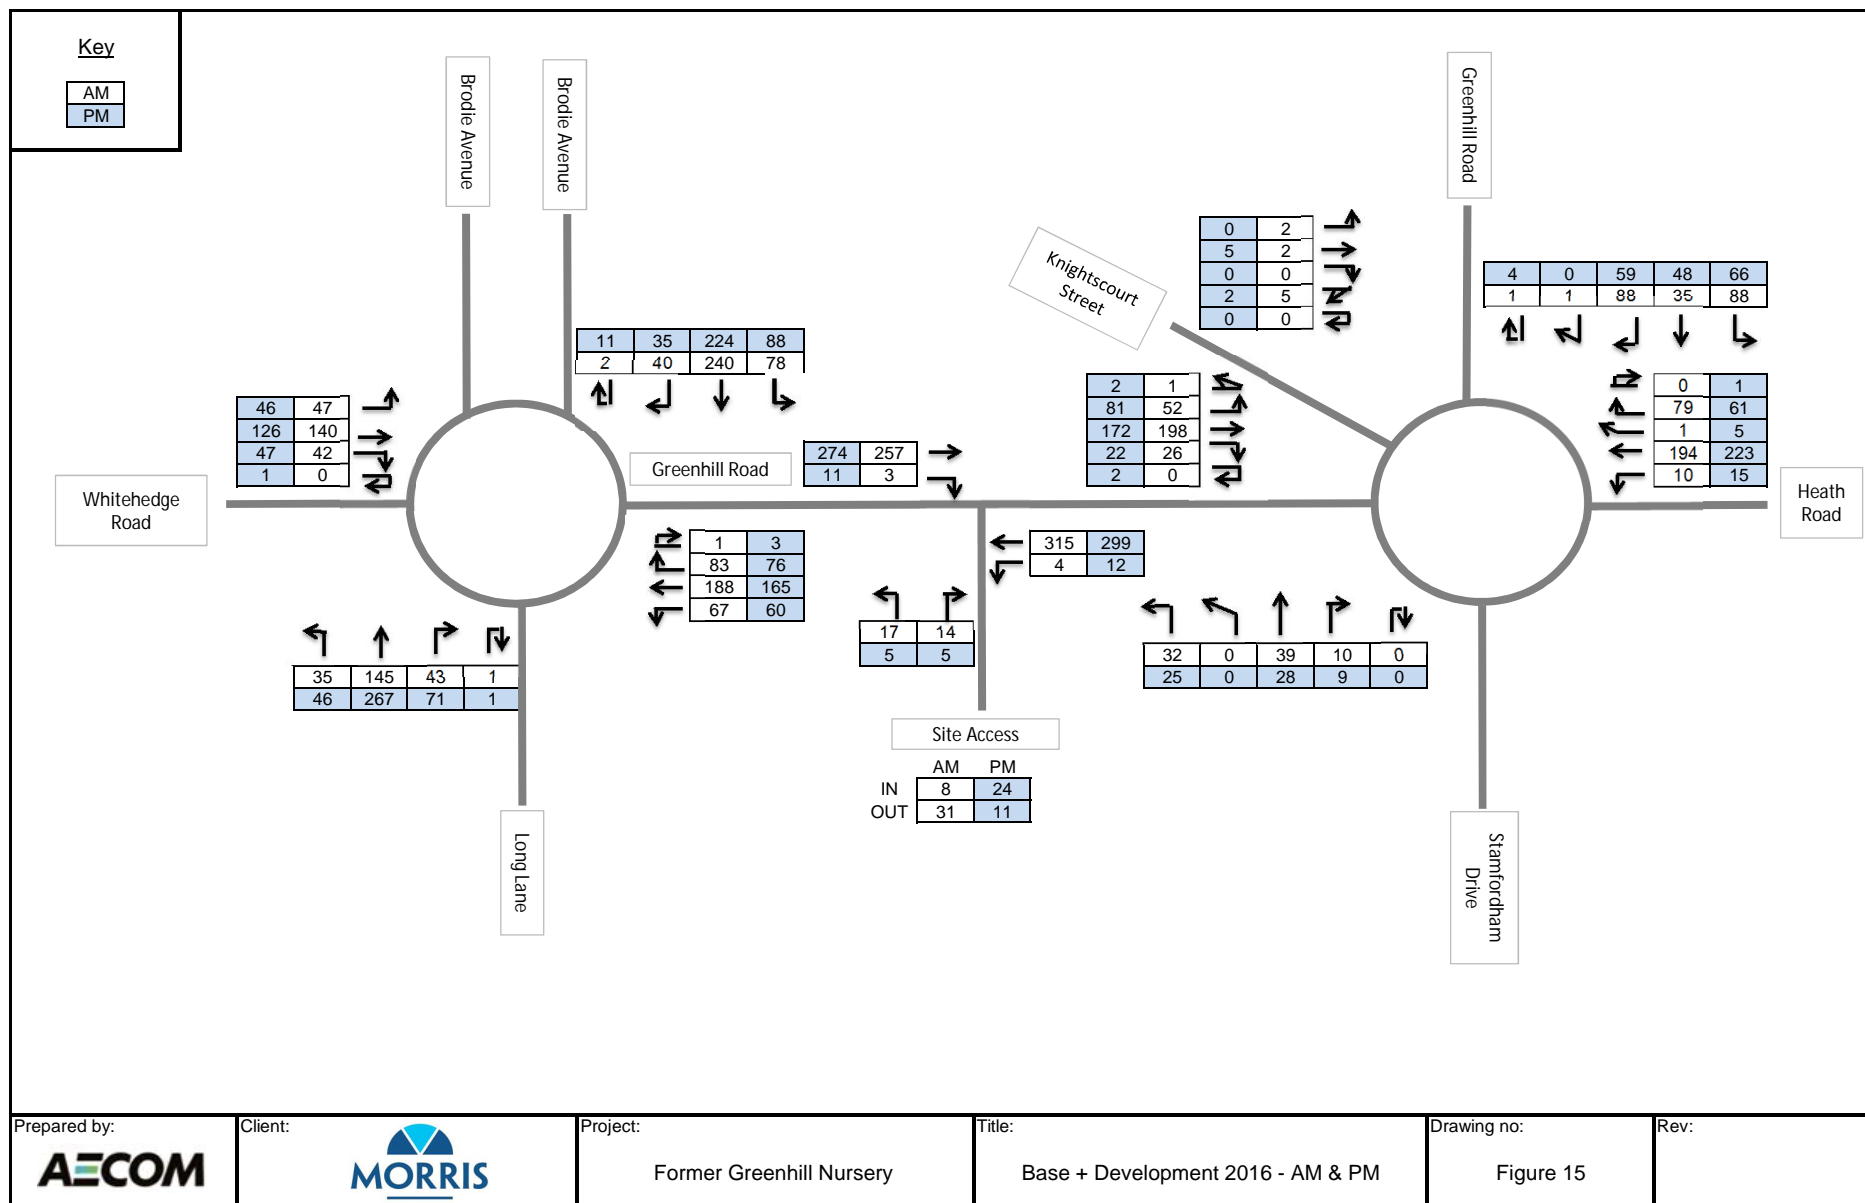 Key
AM
PM
Brodie Avenue
Brodie Avenue
Greenhill Road
Knightscourt
Street
0 2
5 2
0 0
2 5
0 0
4 0 59 48 66
1 1 88 35 88
11 35 224 88
2 40 240 78
46 47
126 140
47 42
1 0
2 1
81 52
172 198
22 26
2 0
0 1
79 61
1 5
194 223
10 15
Greenhill Road
274 257
11 3
Whitehedge
Road
Heath
Road
1 3
83 76
188 165
67 60
315 299
4 12
17 14
5 5
35 145 43 1
46 267 71 1
32 0 39 10 0
25 0 28 9 0
Site Access
AM PM
IN 8 24
OUT 31 11
Long Lane
Stamfordham
Drive
Prepared by:
AECOM
Client:
MORRIS
Project:
Former Greenhill Nursery
Title:
Base + Development 2016 - AM & PM
Drawing no:
Figure 15
Rev: